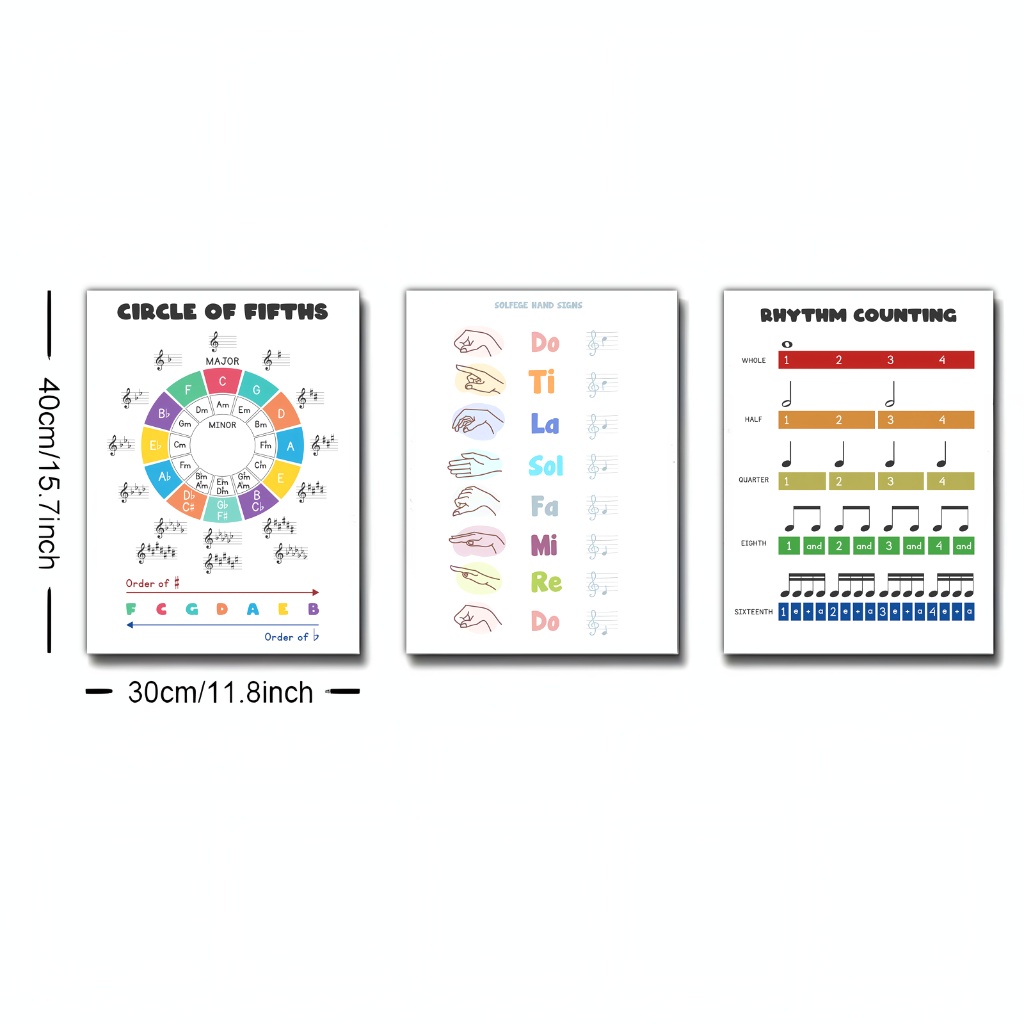 40cm/15.7inch
30cm/11.8inch
CIRCLE OF FIFTHS
MAJOR
C
G
D
A
E
B
C♭
G♭
F♯
D♭
C♯
A♭
E♭
B♭
F
MINOR
Am
Em
Bm
F♯m
C♯m
G♯m
A♭m
E♭m
D♯m
B♭m
A♯m
Fm
Cm
Gm
Dm
Order of ♯
F C G D A E B
Order of ♭
SOLFEGE HAND SIGNS
Do
Ti
La
Sol
Fa
Mi
Re
Do
RHYTHM COUNTING
WHOLE 1 2 3 4
HALF 1 2 3 4
QUARTER 1 2 3 4
EIGHTH 1 and 2 and 3 and 4 and
SIXTEENTH 1 e + a 2 e + a 3 e + a 4 e + a